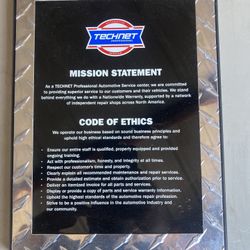 TECHNET
PROFESSIONAL
MISSION STATEMENT
As a TECHNET Professional Automotive Service center, we are committed
to providing superior service to our customers and their vehicles. We stand
behind everything we do with a Nationwide Warranty, supported by a network
of independent repair shops across North America.
CODE OF ETHICS
We operate our business based on sound business principles and
uphold high ethical standards and therefore agree to:
• Ensure our entire staff is qualified, properly equipped and provided
ongoing training.
• Act with professionalism, honesty, and integrity at all times.
• Respect our customers time and property.
• Clearly explain all recommended maintenance and repair services.
• Provide a detailed estimate and obtain authorization prior to service.
• Deliver an itemized invoice for all parts and services.
• Display or provide a copy of parts and service warranty information.
• Uphold the highest standards of the automotive repair profession.
• Strive to be a positive influence in the automotive industry and
our community.